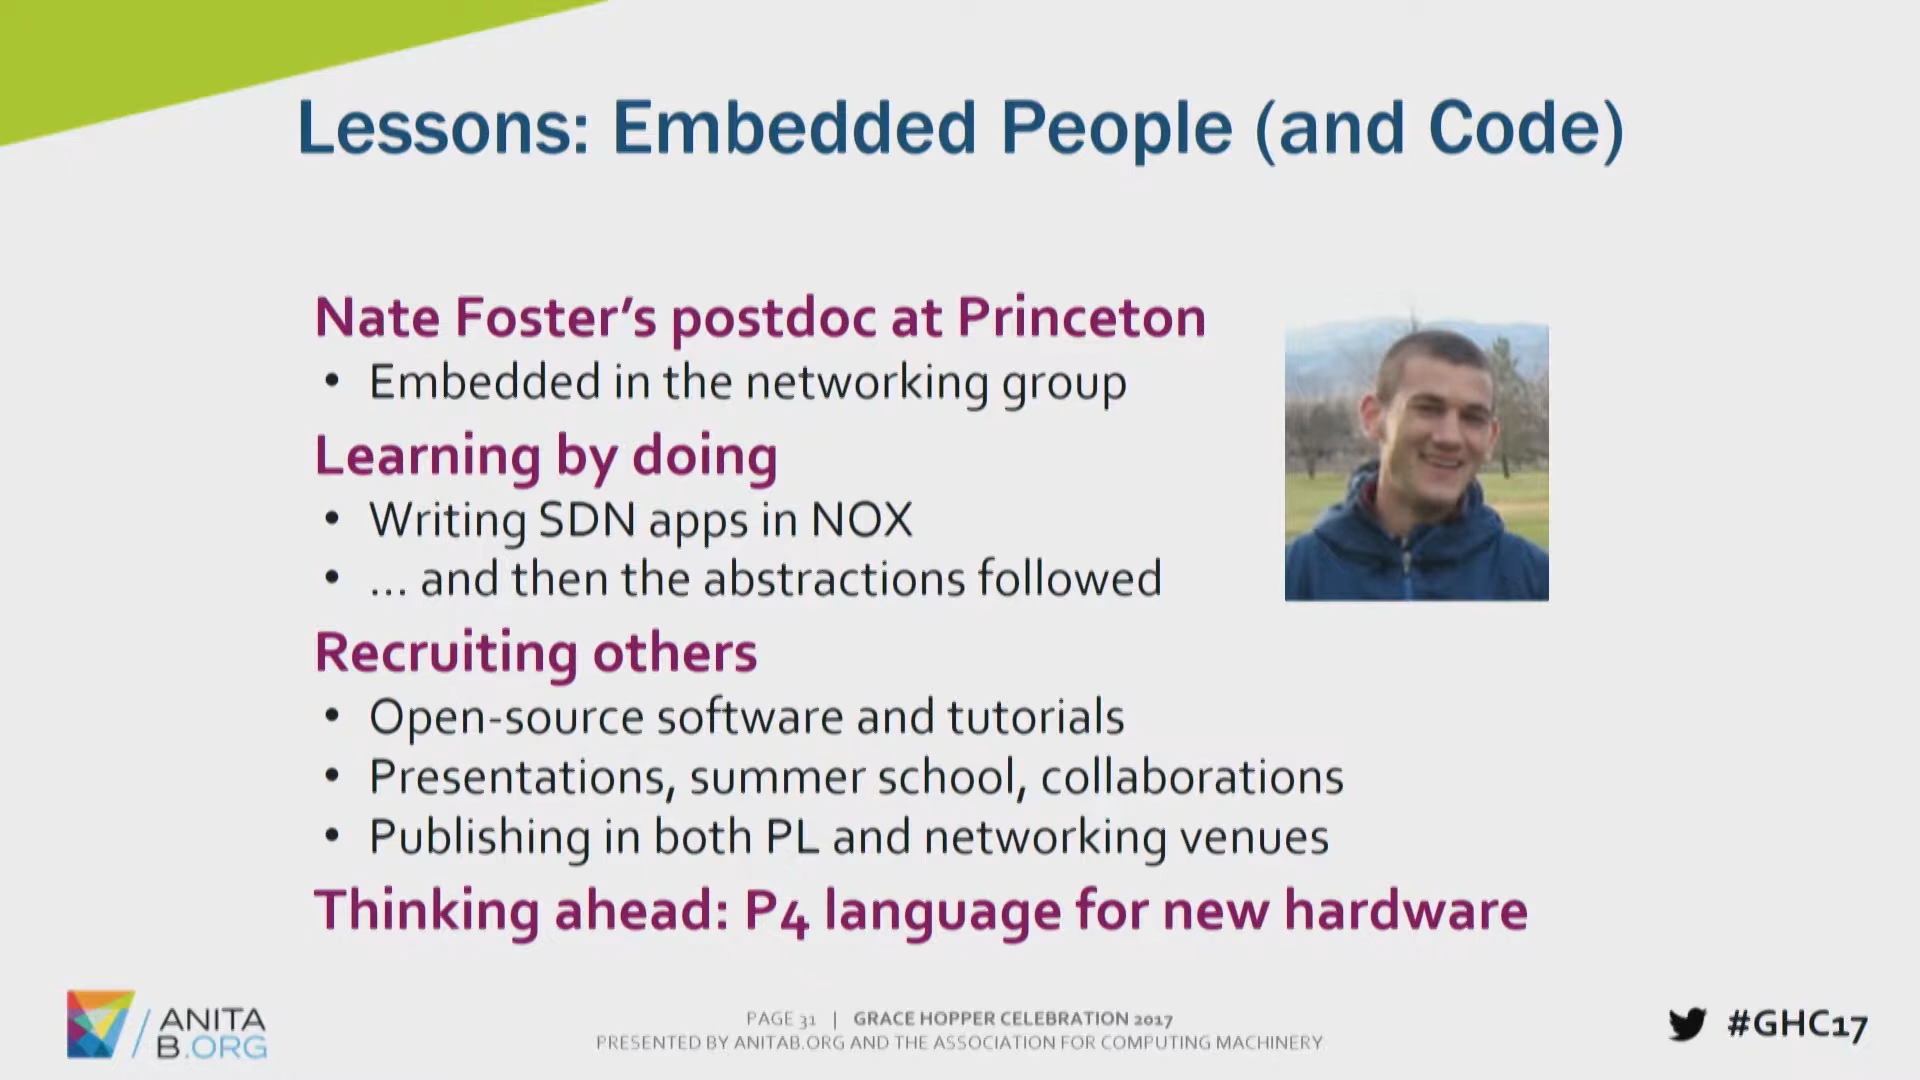 Lessons: Embedded People (and Code)
Nate Foster’s postdoc at Princeton
• Embedded in the networking group
Learning by doing
• Writing SDN apps in NOX
• ... and then the abstractions followed
Recruiting others
• Open-source software and tutorials
• Presentations, summer school, collaborations
• Publishing in both PL and networking venues
Thinking ahead: P4 language for new hardware
ANITA
B.ORG
PAGE 31 | GRACE HOPPER CELEBRATION 2017
PRESENTED BY ANITAB.ORG AND THE ASSOCIATION FOR COMPUTING MACHINERY
#GHC17